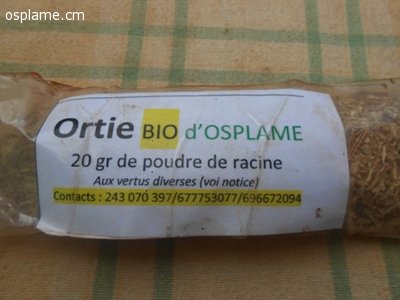 osplame.cm
Ortie BIO d'OSPLAME
20 gr de poudre de racine
Aux vertus diverses (voi notice)
Contacts : 243 070 397/677753077/696672094